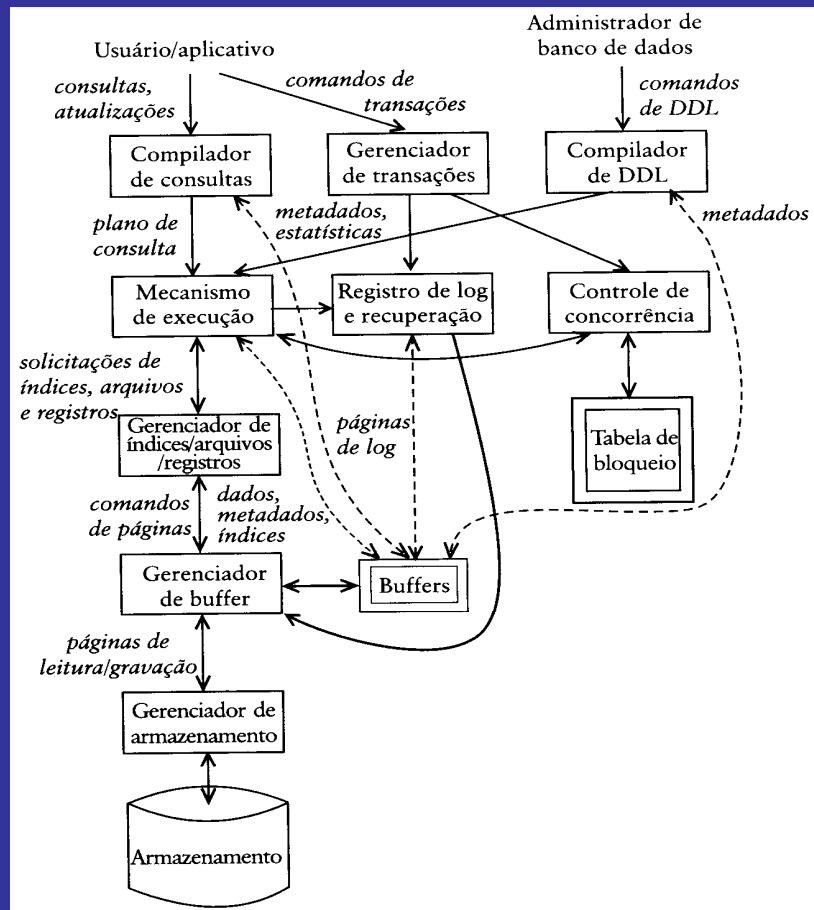 Administrador de
banco de dados
Usuário/aplicativo
consultas,
atualizações
comandos de
transações
comandos
de DDL
Compilador
de consultas
Gerenciador
de transações
Compilador
de DDL
plano de
consulta
metadados,
estatísticas
metadados
Mecanismo
de execução
Registro de log
e recuperação
Controle de
concorrência
solicitações de
índices, arquivos
e registros
Gerenciador de
índices/arquivos
/registros
páginas
de log
Tabela de
bloqueio
comandos
de páginas
dados,
metadados,
índices
Gerenciador
de buffer
Buffers
páginas de
leitura/gravação
Gerenciador de
armazenamento
Armazenamento